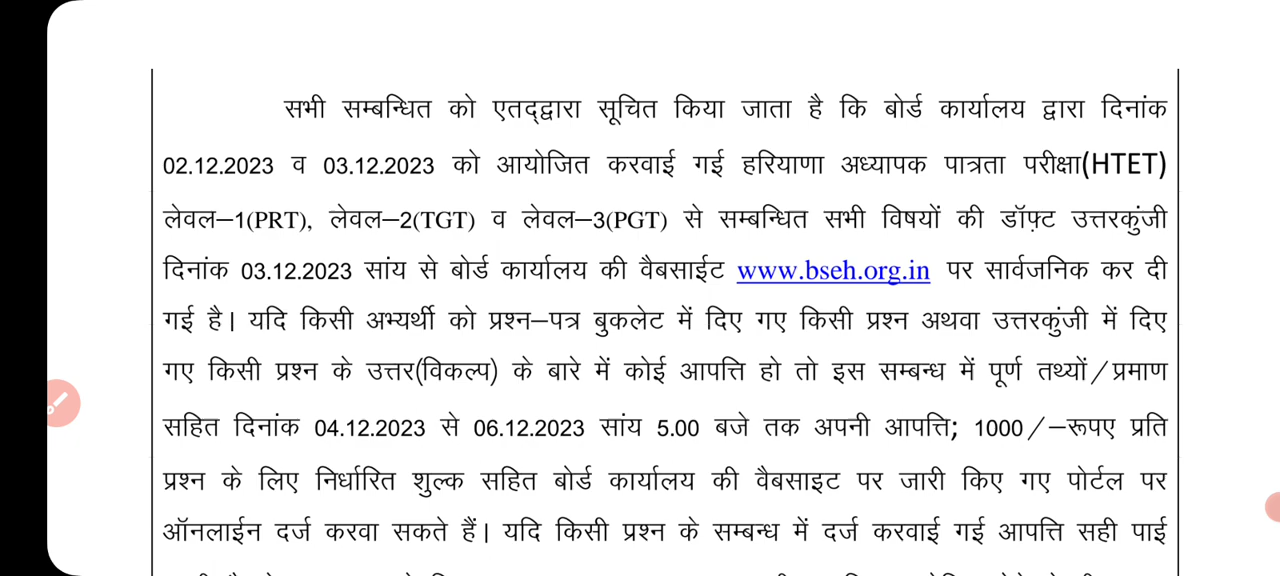 सभी सम्बन्धित को एतद्द्वारा सूचित किया जाता है कि बोर्ड कार्यालय द्वारा दिनांक
02.12.2023 व 03.12.2023 को आयोजित करवाई गई हरियाणा अध्यापक पात्रता परीक्षा(HTET)
लेवल–1(PRT), लेवल–2(TGT) व लेवल–3(PGT) से सम्बन्धित सभी विषयों की डॉफ़्ट उत्तरकुंजी
दिनांक 03.12.2023 सांय से बोर्ड कार्यालय की वैबसाईट www.bseh.org.in पर सार्वजनिक कर दी
गई है। यदि किसी अभ्यर्थी को प्रश्न–पत्र बुकलेट में दिए गए किसी प्रश्न अथवा उत्तरकुंजी में दिए
गए किसी प्रश्न के उत्तर(विकल्प) के बारे में कोई आपत्ति हो तो इस सम्बन्ध में पूर्ण तथ्यों/प्रमाण
सहित दिनांक 04.12.2023 से 06.12.2023 सांय 5.00 बजे तक अपनी आपत्ति; 1000/–रूपए प्रति
प्रश्न के लिए निर्धारित शुल्क सहित बोर्ड कार्यालय की वैबसाइट पर जारी किए गए पोर्टल पर
ऑनलाईन दर्ज करवा सकते हैं। यदि किसी प्रश्न के सम्बन्ध में दर्ज करवाई गई आपत्ति सही पाई